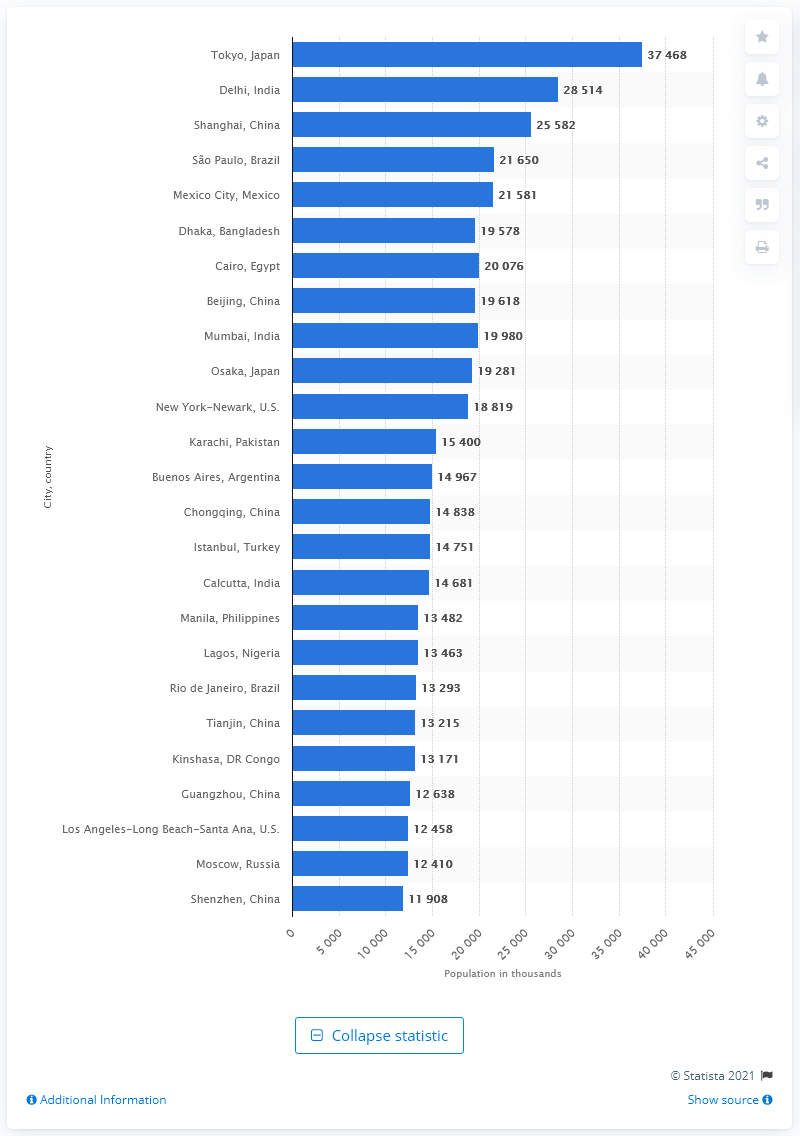 Tokyo, Japan 37 468
Delhi, India 28 514
Shanghai, China 25 582
São Paulo, Brazil 21 650
Mexico City, Mexico 21 581
Dhaka, Bangladesh 19 578
Cairo, Egypt 20 076
Beijing, China 19 618
Mumbai, India 19 980
Osaka, Japan 19 281
New York-Newark, U.S. 18 819
Karachi, Pakistan 15 400
Buenos Aires, Argentina 14 967
Chongqing, China 14 838
Istanbul, Turkey 14 751
Calcutta, India 14 681
Manila, Philippines 13 482
Lagos, Nigeria 13 463
Rio de Janeiro, Brazil 13 293
Tianjin, China 13 215
Kinshasa, DR Congo 13 171
Guangzhou, China 12 638
Los Angeles-Long Beach-Santa Ana, U.S. 12 458
Moscow, Russia 12 410
Shenzhen, China 11 908
City, country
0 5 000 10 000 15 000 20 000 25 000 30 000 35 000 40 000 45 000
Population in thousands
Collapse statistic
© Statista 2021
Additional Information
Show source